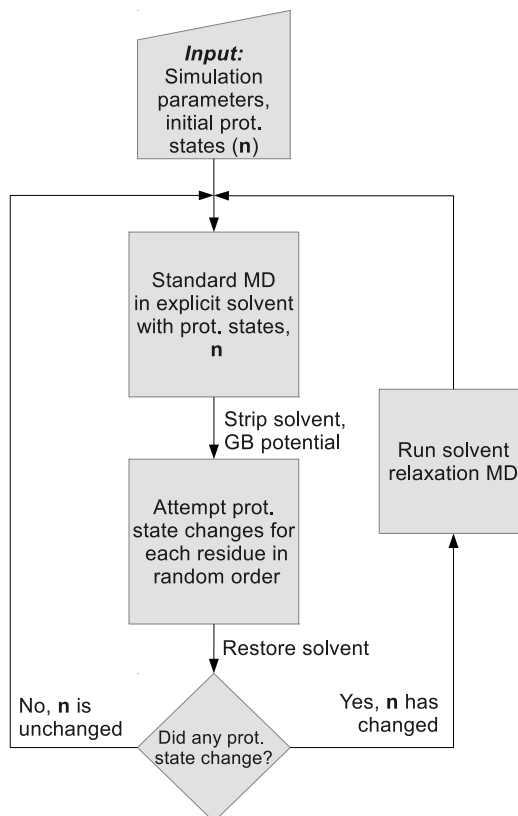 Input:
Simulation
parameters,
initial prot.
states (n)
Standard MD
in explicit solvent
with prot. states,
n
Strip solvent,
GB potential
Run solvent
relaxation MD
Attempt prot.
state changes for
each residue in
random order
Restore solvent
No, n is
unchanged
Yes, n has
changed
Did any prot.
state change?